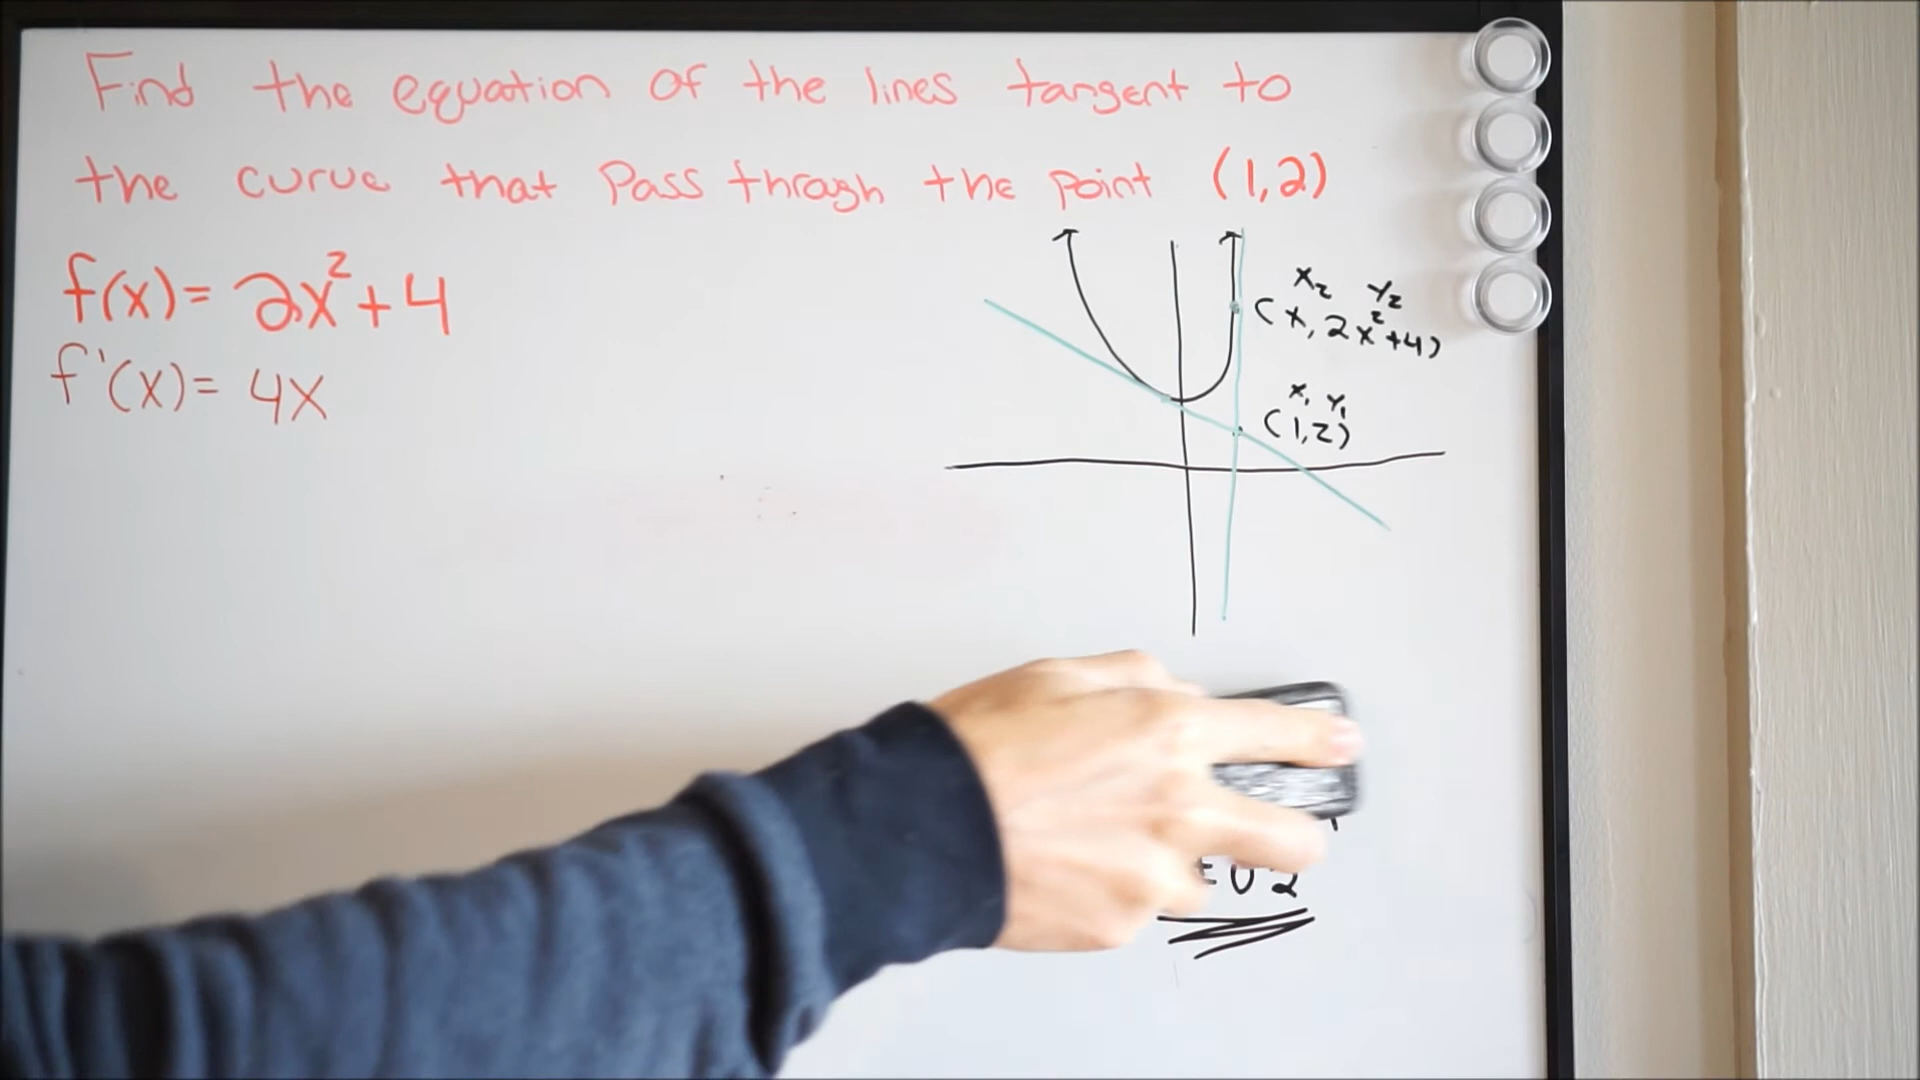 Find the equation of the lines tangent to
the curve that Pass through the point (1,2)
f(x)= 2x²+4
f'(x)= 4x
x₂ y₂
(x, 2x²+4)
x₁ y₁
(1,2)